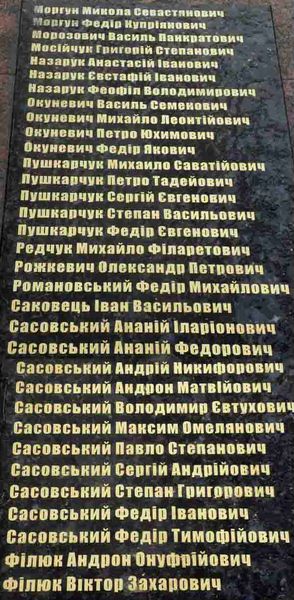 Моргун Микола Севастянович
Моргун Федір Купріянович
Морозович Василь Панкратович
Мосійчук Григорій Степанович
Назарук Анастасій Іванович
Назарук Євстафій Іванович
Назарук Феофіл Володимирович
Окуневич Василь Семенович
Окуневич Михайло Леонтійович
Окуневич Петро Юхимович
Окуневич Федір Якович
Пушкарчук Михайло Саватійович
Пушкарчук Петро Тадейович
Пушкарчук Сергій Євгенович
Пушкарчук Степан Васильович
Пушкарчук Федір Євгенович
Редчук Михайло Філаретович
Рожкевич Олександр Петрович
Романовський Федір Михайлович
Саковець Іван Васильович
Сасовський Ананій Іларіонович
Сасовський Ананій Федорович
Сасовський Андрій Никифорович
Сасовський Андрон Матвійович
Сасовський Володимир Євтухович
Сасовський Максим Омелянович
Сасовський Павло Степанович
Сасовський Сергій Андрійович
Сасовський Степан Григорович
Сасовський Федір Іванович
Сасовський Федір Тимофійович
Філюк Андрон Онуфрійович
Філюк Віктор Захарович